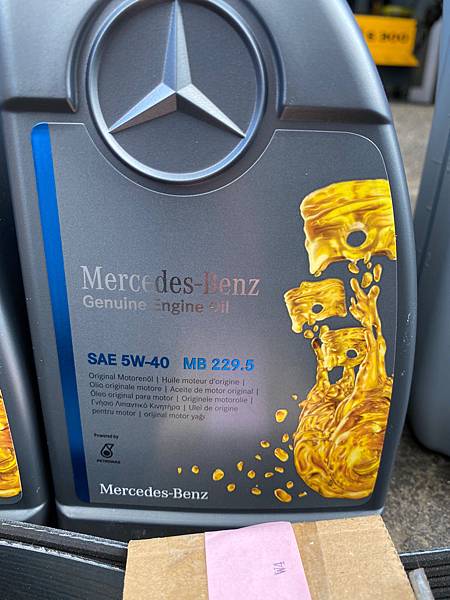 E 300
Mercedes-Benz
Genuine Engine Oil
SAE 5W-40 MB 229.5
Original Motorenöl | Huile moteur d'origine |
Olio originale motore | Aceite de motor original |
Óleo original para motor | Originele motorolie |
Γνήσιο Λιπαντικό Κινητήρα | Ulei de origine
pentru motor | orijinal motor yağı
Powered by
PETRONAS
Mercedes-Benz